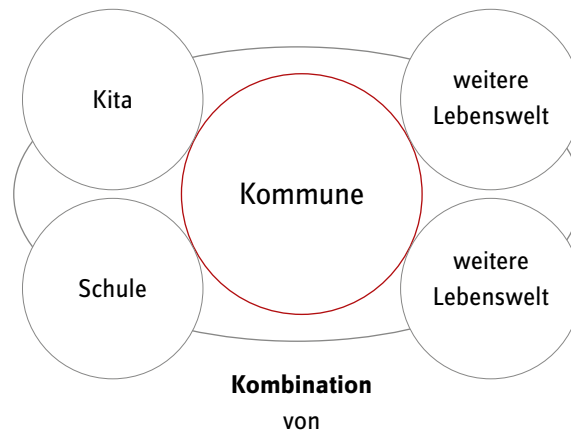 Kita
weitere
Lebenswelt
Kommune
Schule
weitere
Lebenswelt
Kombination
von